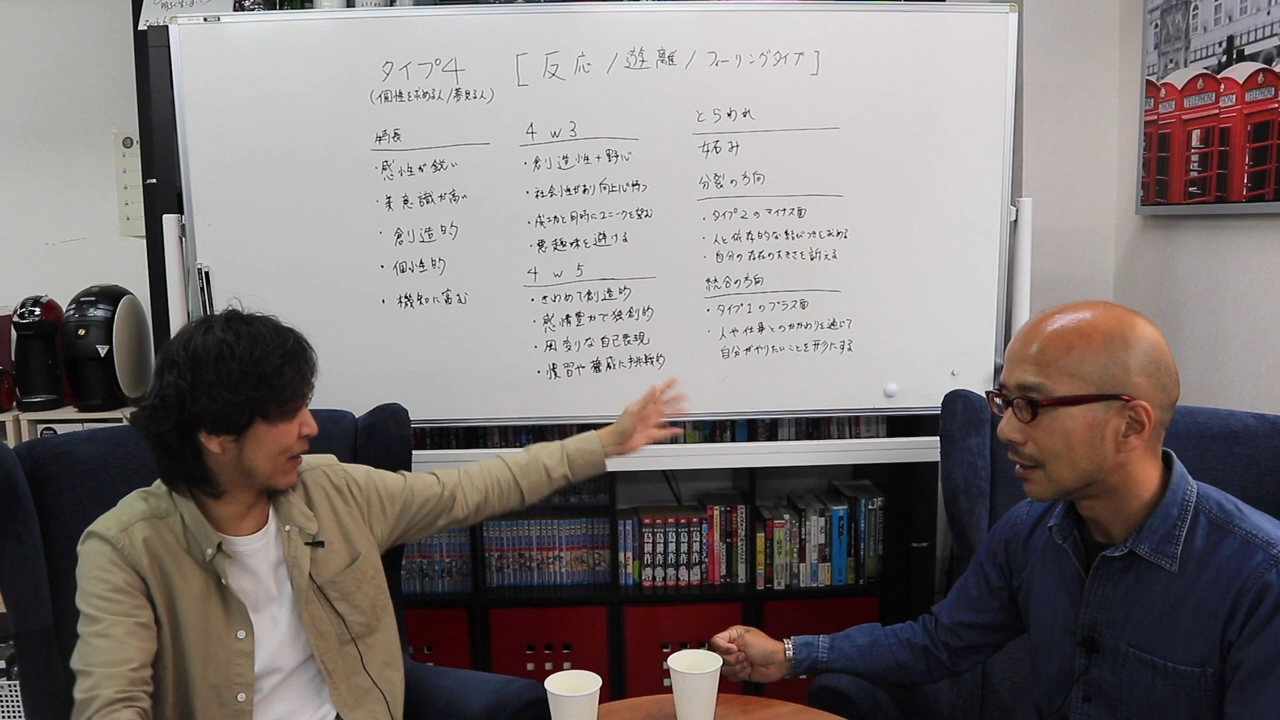 タイプ4 [反応/遊離/フィーリングタイプ]
(個性を求める人/夢見る人)
特長
・感性が鋭い
・美意識が高い
・創造的
・個性的
・機知に富む
4 w 3
・創造性+野心
・社会性があり向上心持つ
・成功と同時にユニークを望む
・悪趣味を避ける
4 w 5
・きわめて創造的
・感情豊かで独創的
・風変りな自己表現
・慣習や権威に挑戦的
とらわれ
妬み
分裂の方向
・タイプ2のマイナス面
・人と依存的な結びつきを求める
・自分の存在の大きさを訴える
統合の方向
・タイプ1のプラス面
・人や仕事とのかかわりを通じて
自分がやりたいことを形にする
TELEPHONE
TELEPHONE